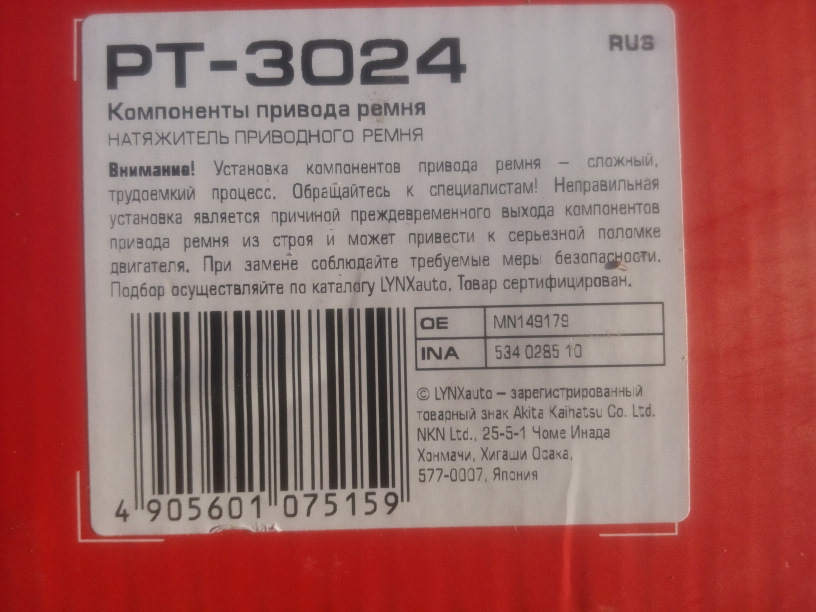 PT-3024
RUS
Компоненты привода ремня
НАТЯЖИТЕЛЬ ПРИВОДНОГО РЕМНЯ
Внимание! Установка компонентов привода ремня – сложный,
трудоемкий процесс. Обращайтесь к специалистам! Неправильная
установка является причиной преждевременного выхода компонентов
привода ремня из строя и может привести к серьезной поломке
двигателя. При замене соблюдайте требуемые меры безопасности.
Подбор осуществляйте по каталогу LYNXauto. Товар сертифицирован.
OE MN149179
INA 534 0285 10
© LYNXauto – зарегистрированный
товарный знак Akita Kaihatsu Co. Ltd.
NKN Ltd., 25-5-1 Чоме Инада
Хонмачи, Хигаши Осака,
577-0007, Япония
4 905601 075159